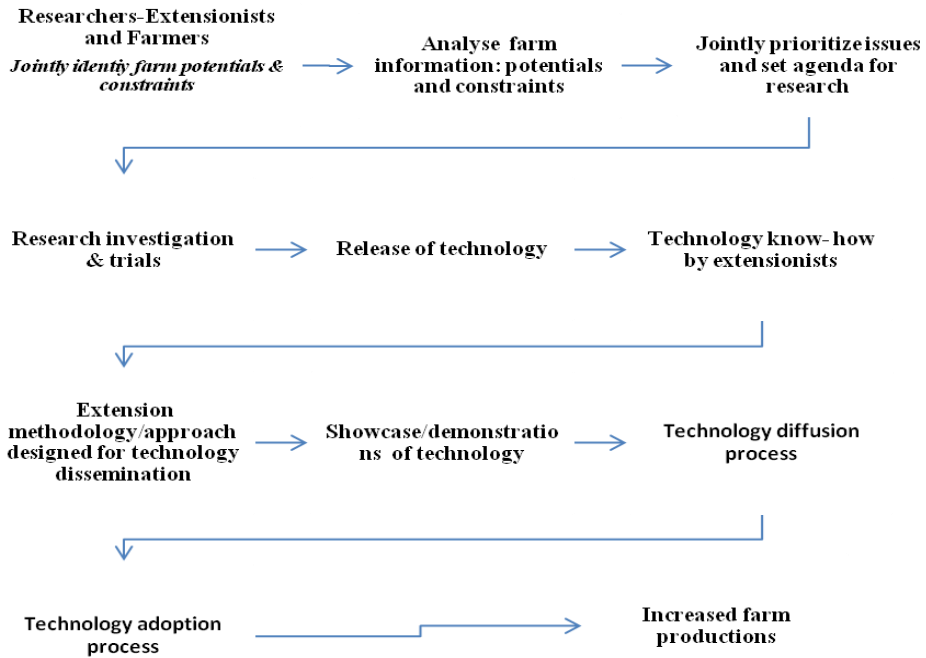 Researchers-Extensionists
and Farmers
Jointly identiy farm potentials &
constraints
Analyse farm
information: potentials
and constraints
Jointly prioritize issues
and set agenda for
research
Research investigation
& trials
Release of technology
Technology know- how
by extensionists
Extension
methodology/approach
designed for technology
dissemination
Showcase/demonstratio
ns of technology
Technology diffusion
process
Technology adoption
process
Increased farm
productions